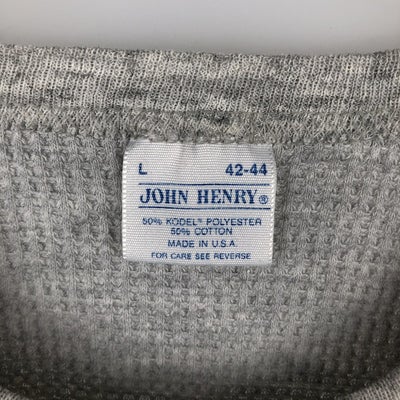 L 42-44
JOHN HENRY®
50% KODEL® POLYESTER
50% COTTON
MADE IN U.S.A.
FOR CARE SEE REVERSE